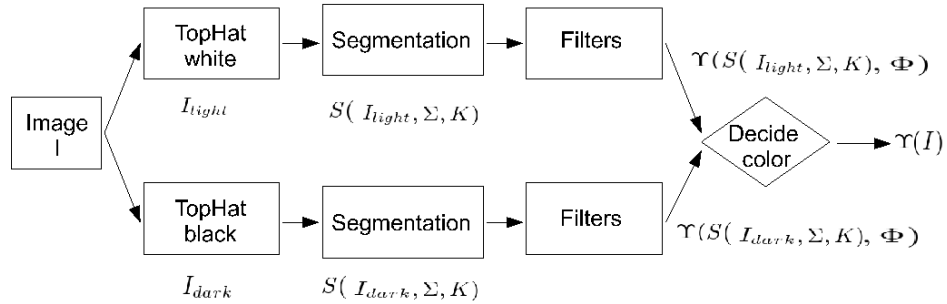 TopHat
white
Segmentation
Filters
ϒ(S( I_light, Σ, K), Φ)
I_light
S( I_light, Σ, K)
Image
I
Decide
color
ϒ(I)
TopHat
black
Segmentation
Filters
ϒ(S( I_dark, Σ, K), Φ)
I_dark
S( I_dark, Σ, K)